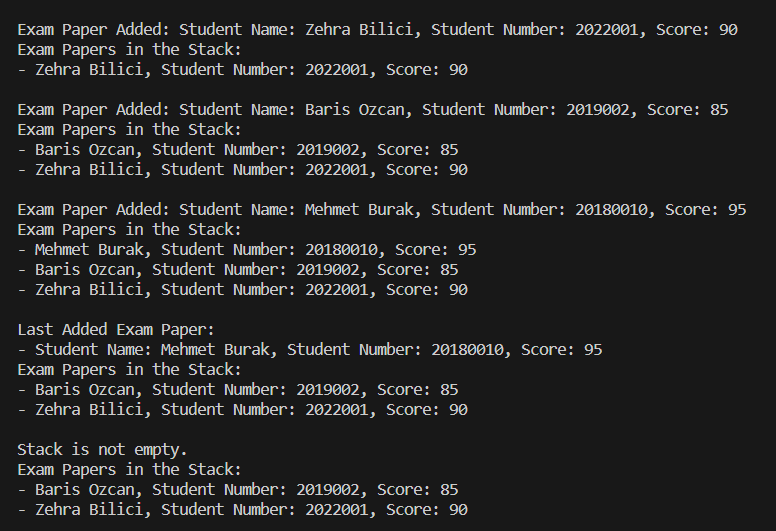 Exam Paper Added: Student Name: Zehra Bilici, Student Number: 2022001, Score: 90
Exam Papers in the Stack:
- Zehra Bilici, Student Number: 2022001, Score: 90
Exam Paper Added: Student Name: Baris Ozcan, Student Number: 2019002, Score: 85
Exam Papers in the Stack:
- Baris Ozcan, Student Number: 2019002, Score: 85
- Zehra Bilici, Student Number: 2022001, Score: 90
Exam Paper Added: Student Name: Mehmet Burak, Student Number: 20180010, Score: 95
Exam Papers in the Stack:
- Mehmet Burak, Student Number: 20180010, Score: 95
- Baris Ozcan, Student Number: 2019002, Score: 85
- Zehra Bilici, Student Number: 2022001, Score: 90
Last Added Exam Paper:
- Student Name: Mehmet Burak, Student Number: 20180010, Score: 95
Exam Papers in the Stack:
- Baris Ozcan, Student Number: 2019002, Score: 85
- Zehra Bilici, Student Number: 2022001, Score: 90
Stack is not empty.
Exam Papers in the Stack:
- Baris Ozcan, Student Number: 2019002, Score: 85
- Zehra Bilici, Student Number: 2022001, Score: 90